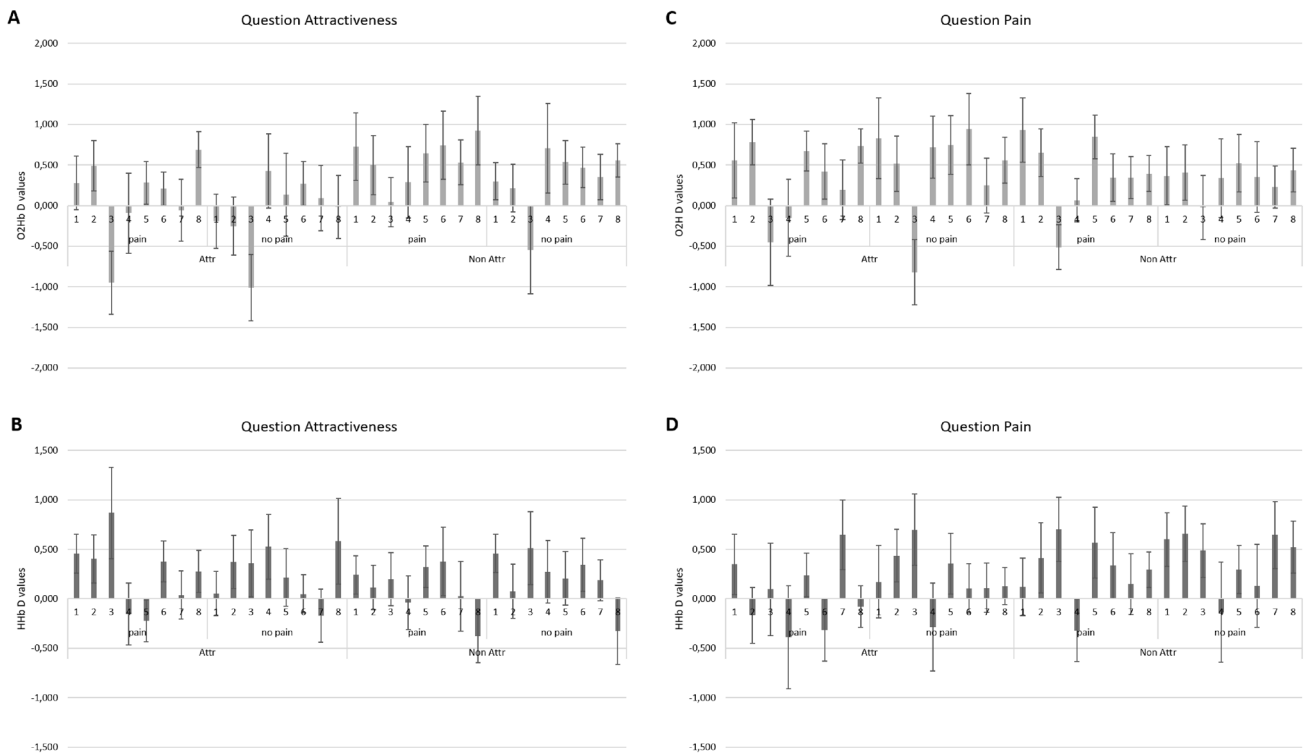 A
Question Attractiveness
2,000
1,500
1,000
0,500
0,000
-0,500
-1,000
-1,500
-2,000
O2Hb D values
1 2 3 4 5 6 7 8 1 2 3 4 5 6 7 8 1 2 3 4 5 6 7 8 1 2 3 4 5 6 7 8
pain no pain pain no pain
Attr Non Attr
C
Question Pain
2,000
1,500
1,000
0,500
0,000
-0,500
-1,000
-1,500
-2,000
O2H D values
1 2 3 4 5 6 7 8 1 2 3 4 5 6 7 8 1 2 3 4 5 6 7 8 1 2 3 4 5 6 7 8
pain no pain pain no pain
Attr Non Attr
B
Question Attractiveness
1,500
1,000
0,500
0,000
-0,500
-1,000
-1,500
HHb D values
1 2 3 4 5 6 7 8 1 2 3 4 5 6 7 8 1 2 3 4 5 6 7 8 1 2 3 4 5 6 7 8
pain no pain pain no pain
Attr Non Attr
D
Question Pain
1,500
1,000
0,500
0,000
-0,500
-1,000
-1,500
HHb D values
1 2 3 4 5 6 7 8 1 2 3 4 5 6 7 8 1 2 3 4 5 6 7 8 1 2 3 4 5 6 7 8
pain no pain pain no pain
Attr Non Attr